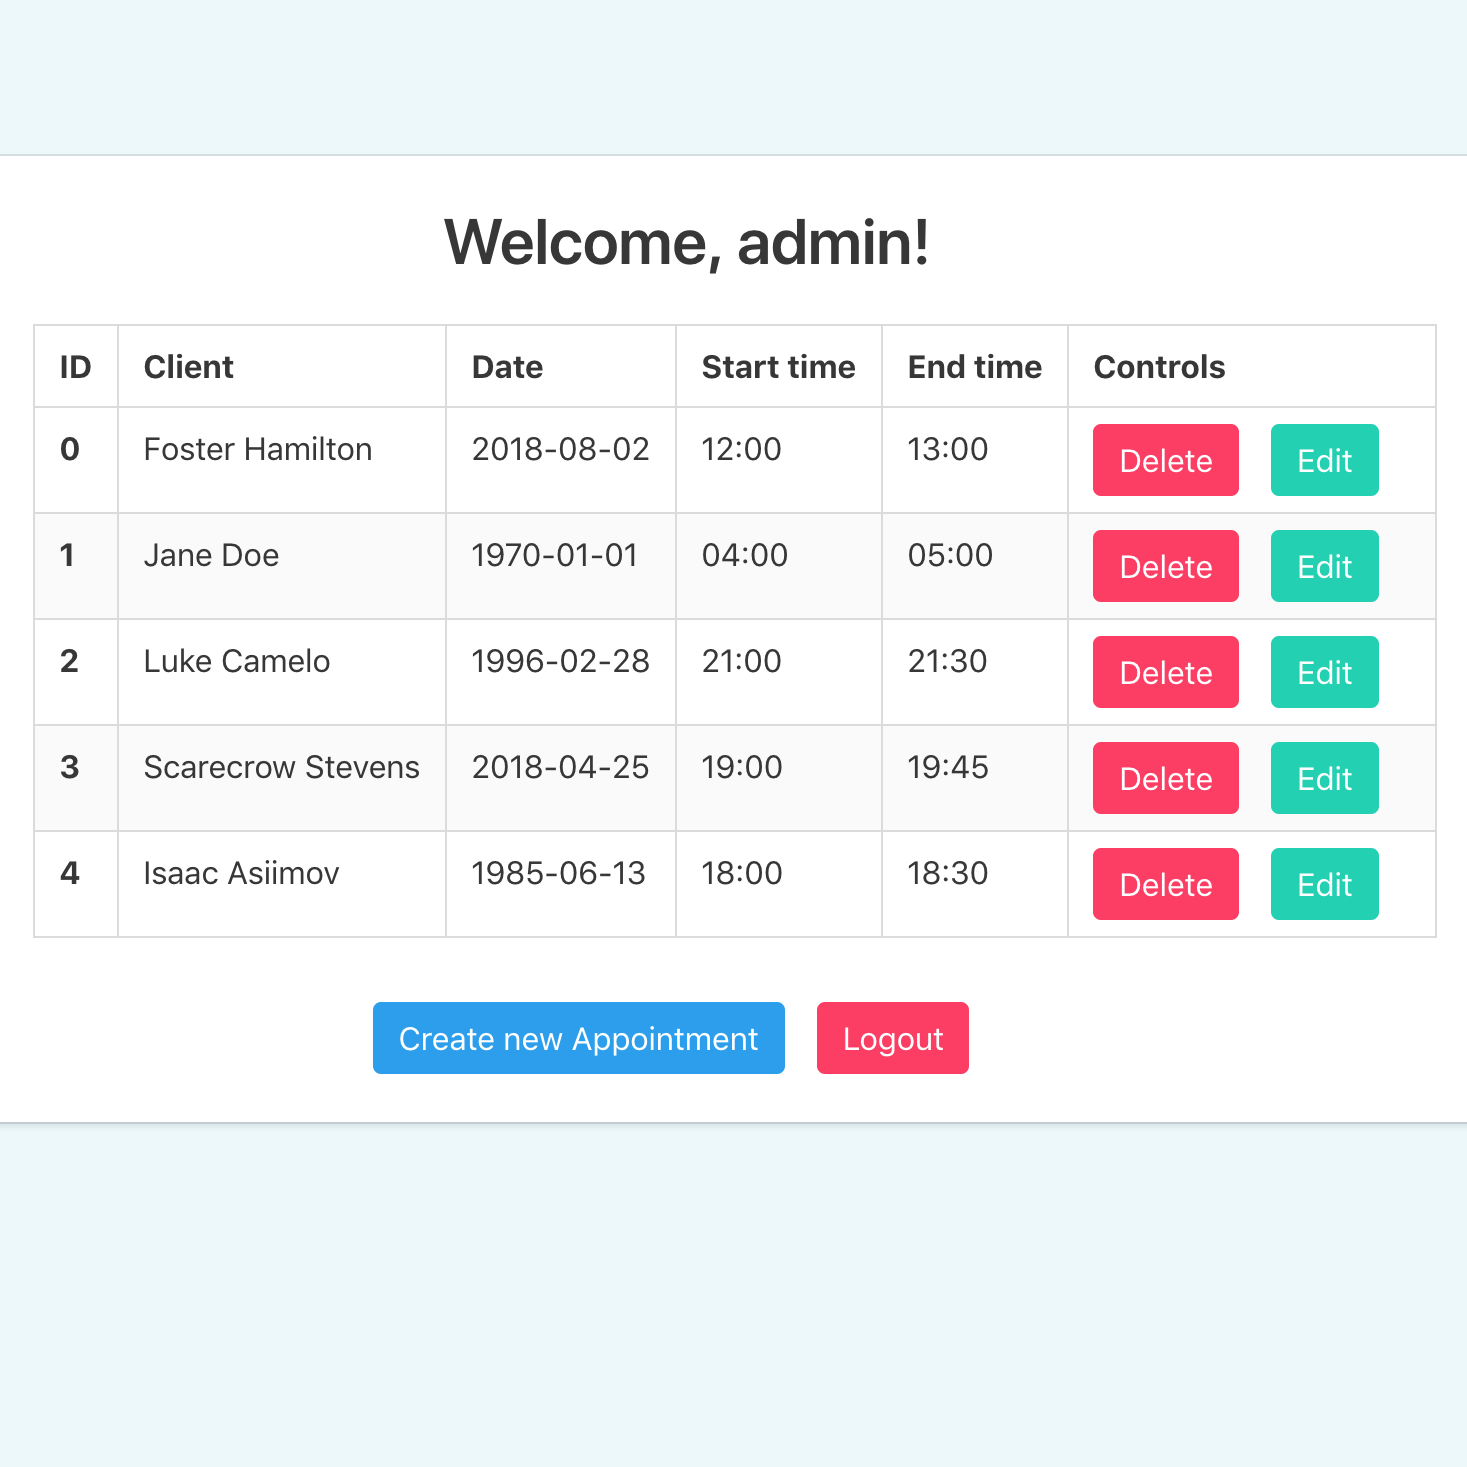 Welcome, admin!
ID Client Date Start time End time Controls
0 Foster Hamilton 2018-08-02 12:00 13:00 Delete Edit
1 Jane Doe 1970-01-01 04:00 05:00 Delete Edit
2 Luke Camelo 1996-02-28 21:00 21:30 Delete Edit
3 Scarecrow Stevens 2018-04-25 19:00 19:45 Delete Edit
4 Isaac Asiimov 1985-06-13 18:00 18:30 Delete Edit
Create new Appointment Logout